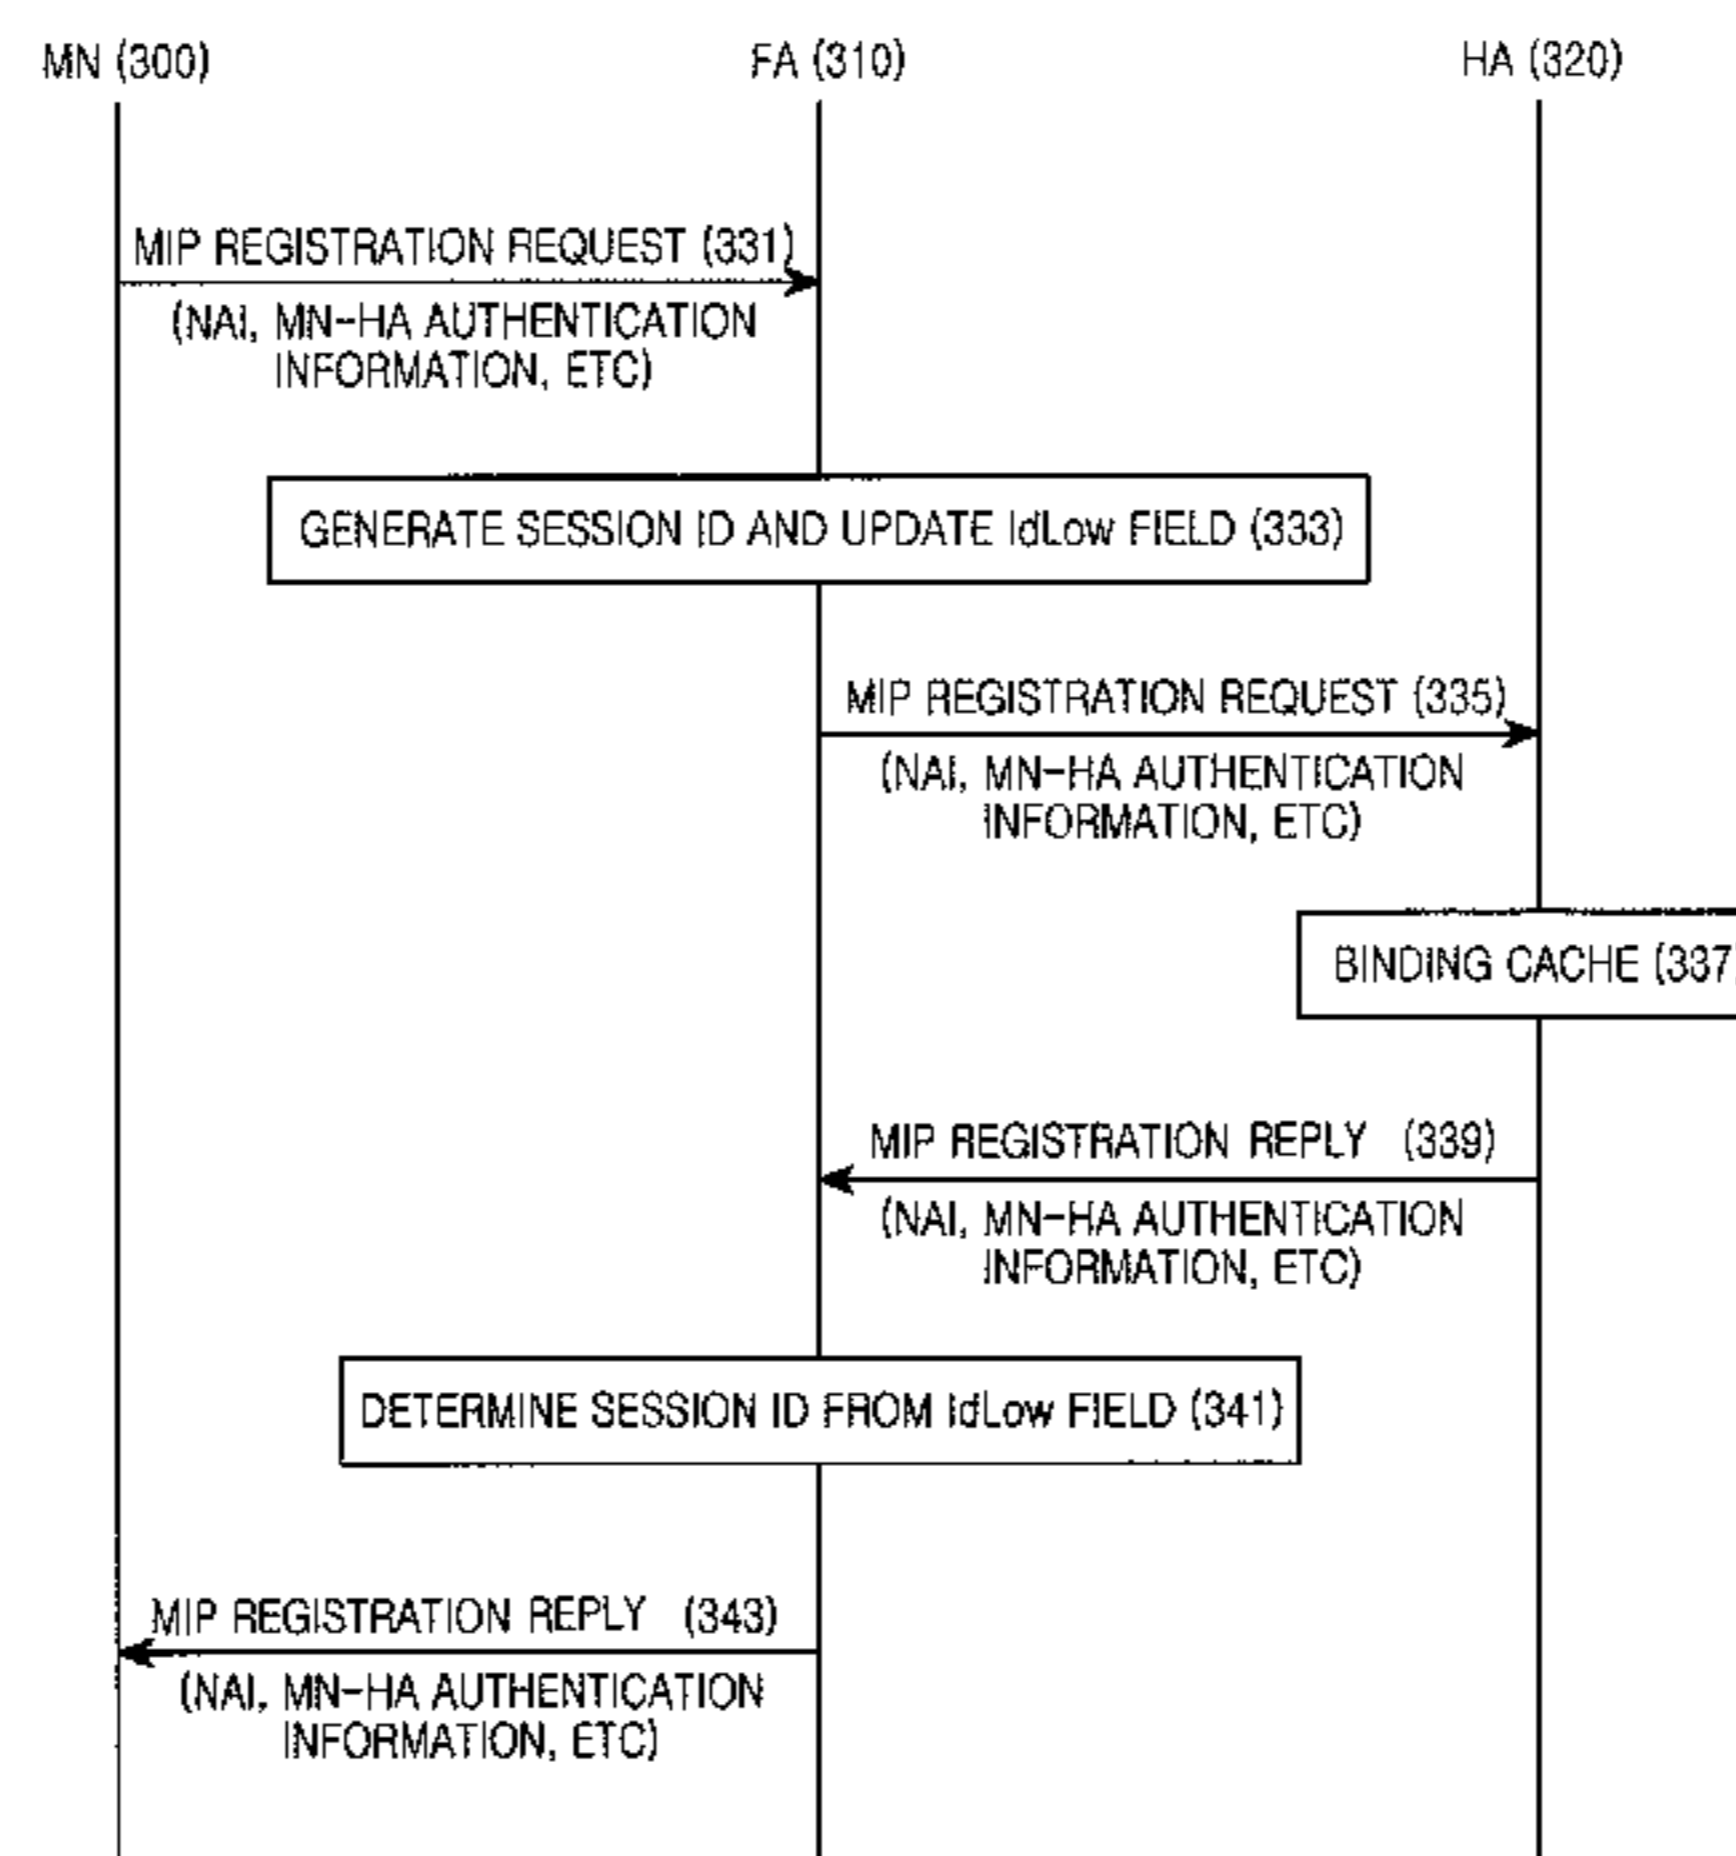 MN (300)
FA (310)
HA (320)
MIP REGISTRATION REQUEST (331)
(NAI, MN-HA AUTHENTICATION
INFORMATION, ETC)
GENERATE SESSION ID AND UPDATE IdLow FIELD (333)
MIP REGISTRATION REQUEST (335)
(NAI, MN-HA AUTHENTICATION
INFORMATION, ETC)
BINDING CACHE (337)
MIP REGISTRATION REPLY (339)
(NAI, MN-HA AUTHENTICATION
INFORMATION, ETC)
DETERMINE SESSION ID FROM IdLow FIELD (341)
MIP REGISTRATION REPLY (343)
(NAI, MN-HA AUTHENTICATION
INFORMATION, ETC)